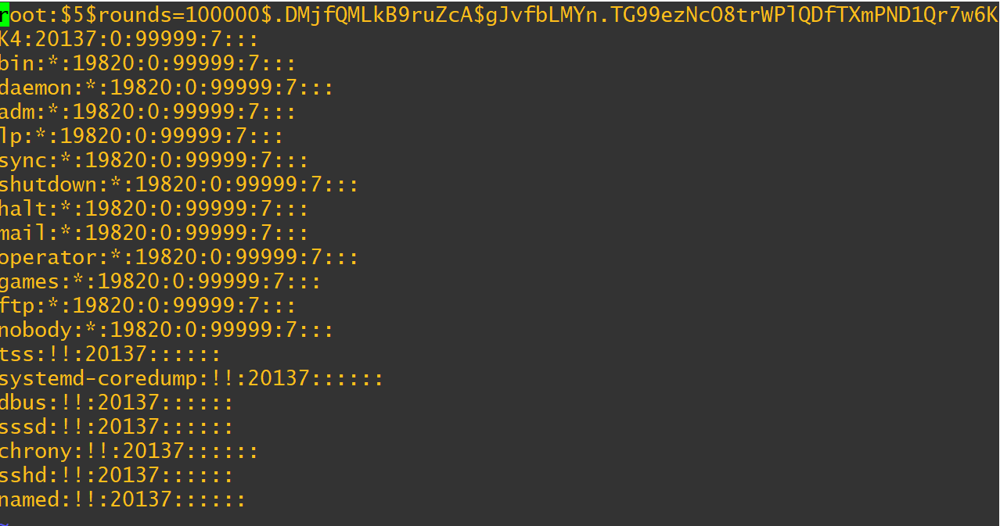 root:$5$rounds=100000$.DMjfQMLkB9ruZcA$gJvfbLMYn.TG99ezNcO8trWPlQDfTXmPND1Qr7w6K
K4:20137:0:99999:7:::
bin:*:19820:0:99999:7:::
daemon:*:19820:0:99999:7:::
adm:*:19820:0:99999:7:::
lp:*:19820:0:99999:7:::
sync:*:19820:0:99999:7:::
shutdown:*:19820:0:99999:7:::
halt:*:19820:0:99999:7:::
mail:*:19820:0:99999:7:::
operator:*:19820:0:99999:7:::
games:*:19820:0:99999:7:::
ftp:*:19820:0:99999:7:::
nobody:*:19820:0:99999:7:::
tss:!!:20137::::::
systemd-coredump:!!:20137::::::
dbus:!!:20137::::::
sssd:!!:20137::::::
chrony:!!:20137::::::
sshd:!!:20137::::::
named:!!:20137::::::
~